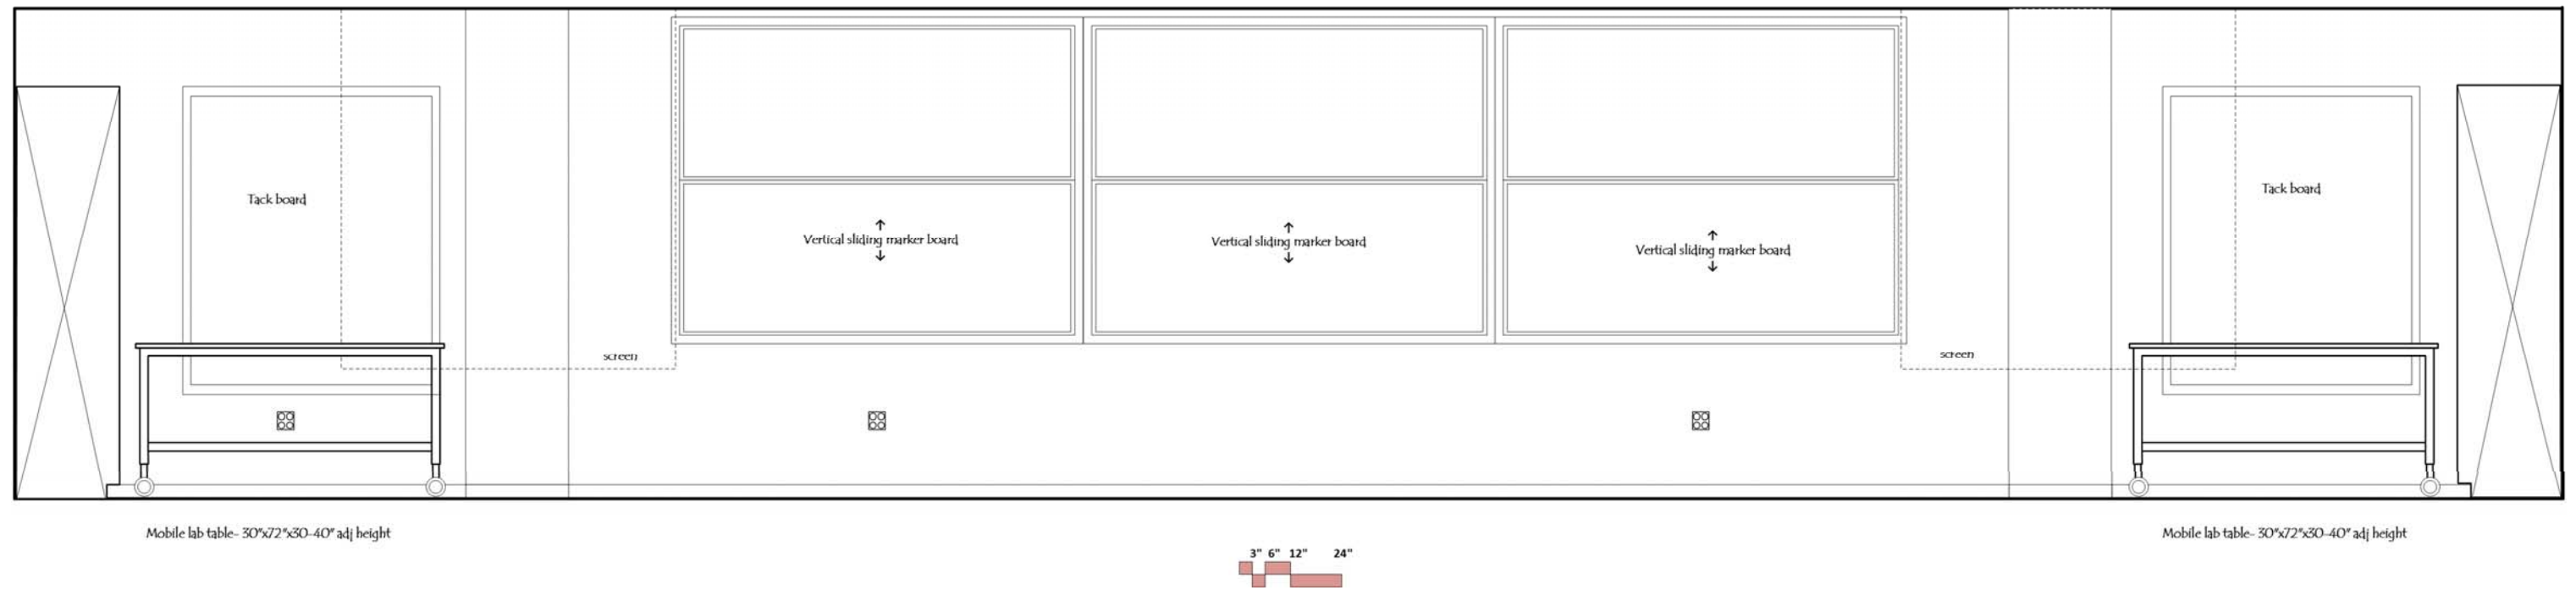 Tack board
Tack board
Vertical sliding marker board
Vertical sliding marker board
Vertical sliding marker board
screen
screen
Mobile lab table- 30"x72"x30-40" adj height
Mobile lab table- 30"x72"x30-40" adj height
3" 6" 12" 24"